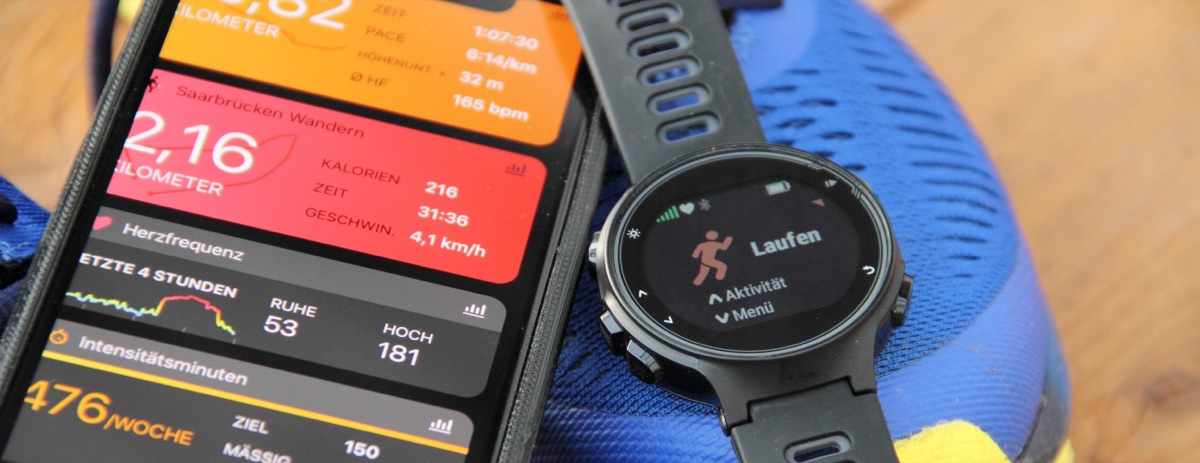 ZEIT 1:07:30
KILOMETER
PACE 6:14/km
HÖHENUNT. + 32 m
Ø HF 165 bpm
Saarbrücken Wandern
2,16
KILOMETER
KALORIEN 216
ZEIT 31:36
GESCHWIN. 4,1 km/h
Herzfrequenz
ETZTE 4 STUNDEN
RUHE
53
HOCH
181
Intensitätsminuten
476/WOCHE
ZIEL 150
MÄSSIG
Laufen
Aktivität
Menü